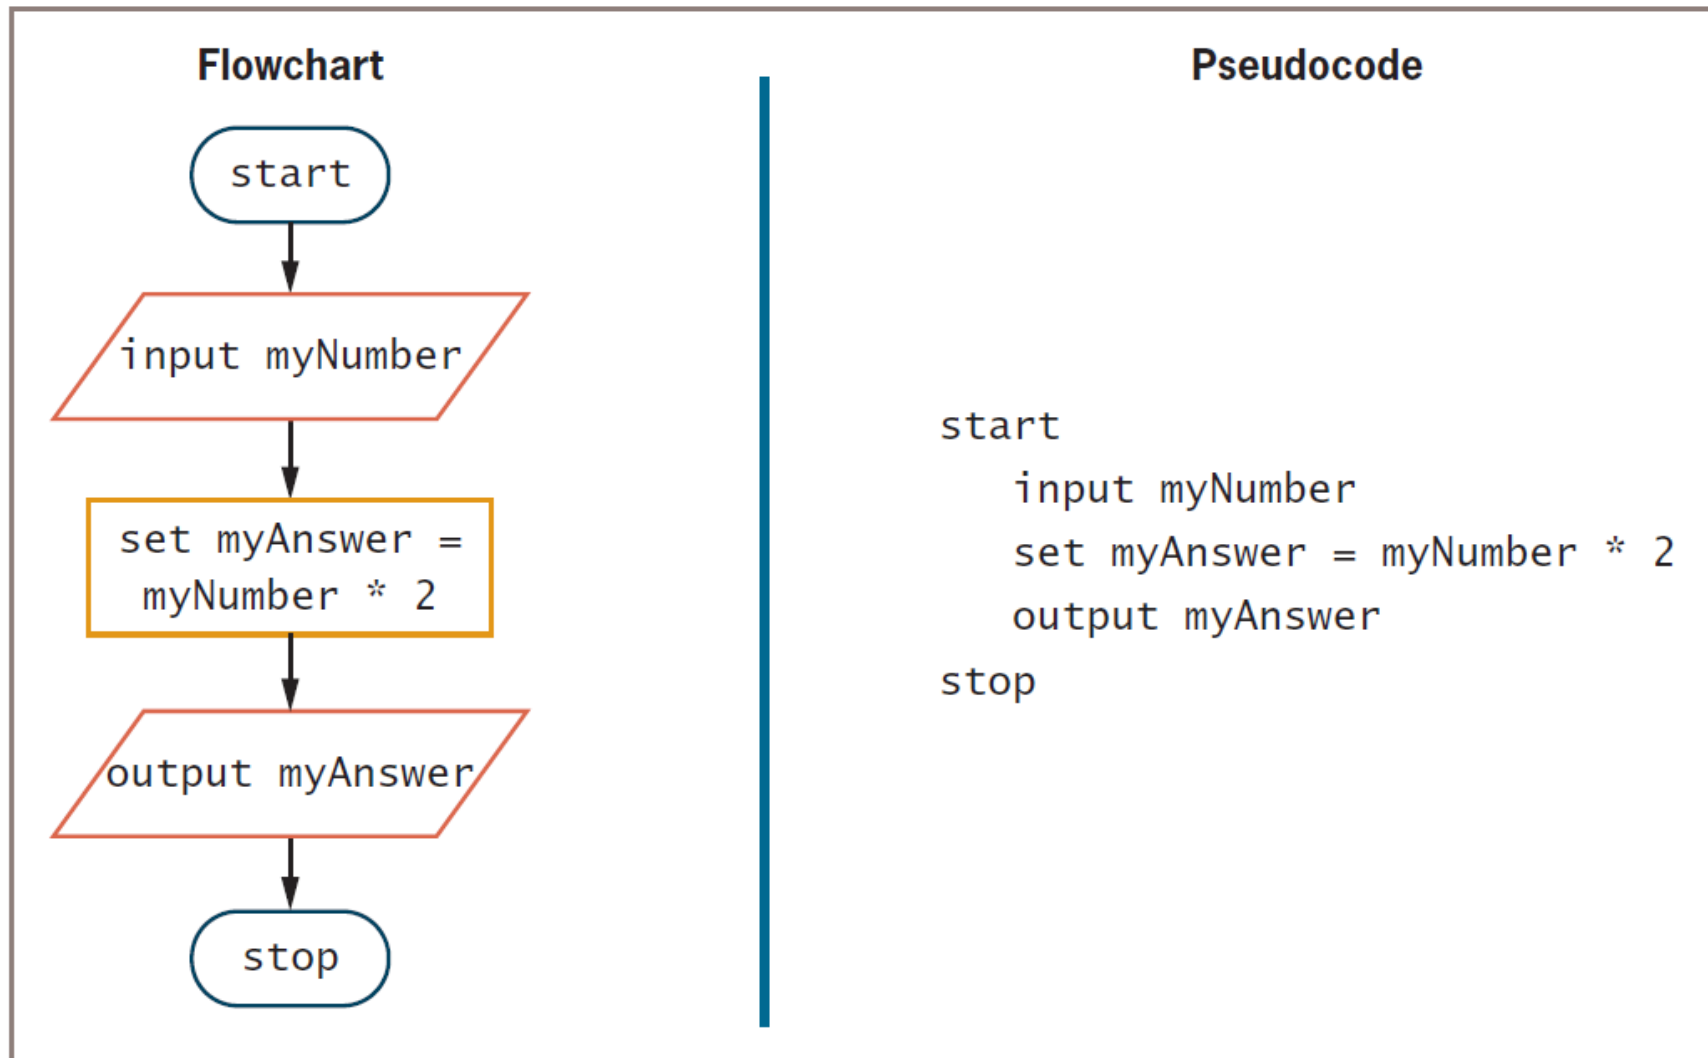 Flowchart
start
input myNumber
set myAnswer =
myNumber * 2
output myAnswer
stop
Pseudocode
start
input myNumber
set myAnswer = myNumber * 2
output myAnswer
stop